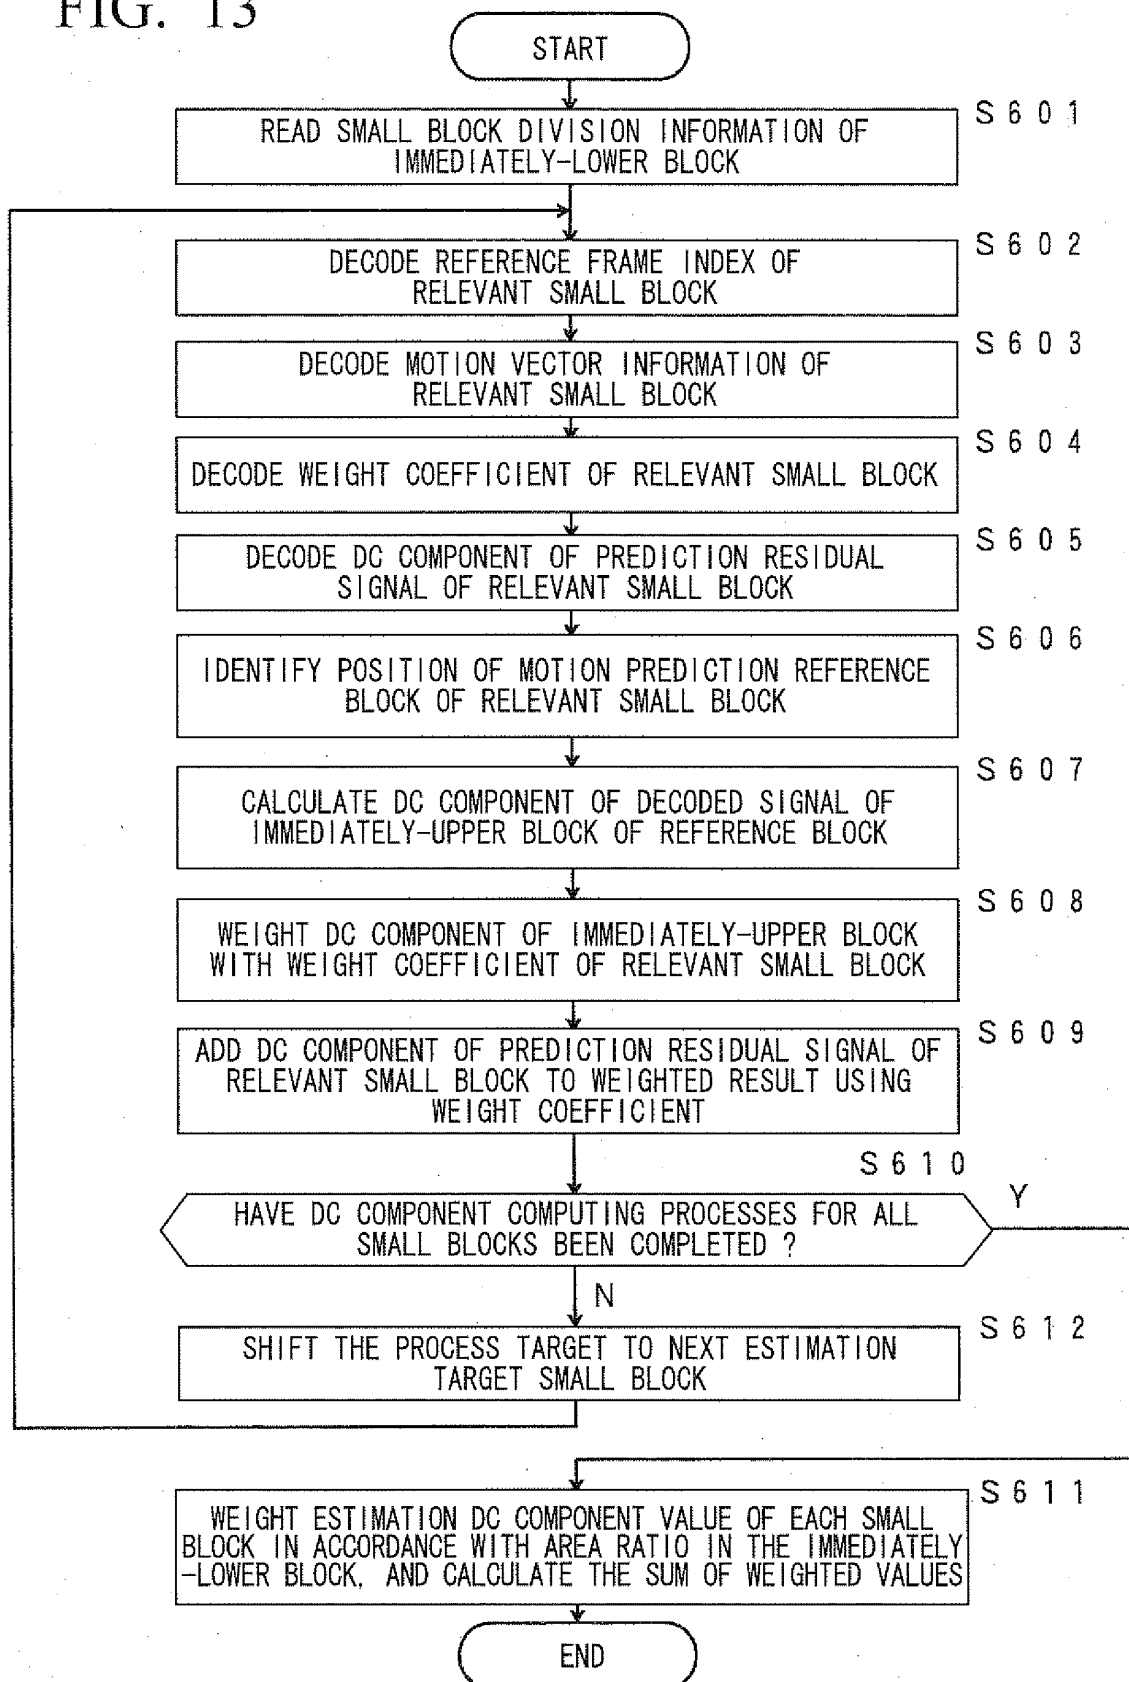 FIG. 13
START
S601
READ SMALL BLOCK DIVISION INFORMATION OF
IMMEDIATELY-LOWER BLOCK
S602
DECODE REFERENCE FRAME INDEX OF
RELEVANT SMALL BLOCK
S603
DECODE MOTION VECTOR INFORMATION OF
RELEVANT SMALL BLOCK
S604
DECODE WEIGHT COEFFICIENT OF RELEVANT SMALL BLOCK
S605
DECODE DC COMPONENT OF PREDICTION RESIDUAL
SIGNAL OF RELEVANT SMALL BLOCK
S606
IDENTIFY POSITION OF MOTION PREDICTION REFERENCE
BLOCK OF RELEVANT SMALL BLOCK
S607
CALCULATE DC COMPONENT OF DECODED SIGNAL OF
IMMEDIATELY-UPPER BLOCK OF REFERENCE BLOCK
S608
WEIGHT DC COMPONENT OF IMMEDIATELY-UPPER BLOCK
WITH WEIGHT COEFFICIENT OF RELEVANT SMALL BLOCK
S609
ADD DC COMPONENT OF PREDICTION RESIDUAL SIGNAL OF
RELEVANT SMALL BLOCK TO WEIGHTED RESULT USING
WEIGHT COEFFICIENT
S610
HAVE DC COMPONENT COMPUTING PROCESSES FOR ALL
SMALL BLOCKS BEEN COMPLETED ?
Y
N
S612
SHIFT THE PROCESS TARGET TO NEXT ESTIMATION
TARGET SMALL BLOCK
S611
WEIGHT ESTIMATION DC COMPONENT VALUE OF EACH SMALL
BLOCK IN ACCORDANCE WITH AREA RATIO IN THE IMMEDIATELY
-LOWER BLOCK, AND CALCULATE THE SUM OF WEIGHTED VALUES
END